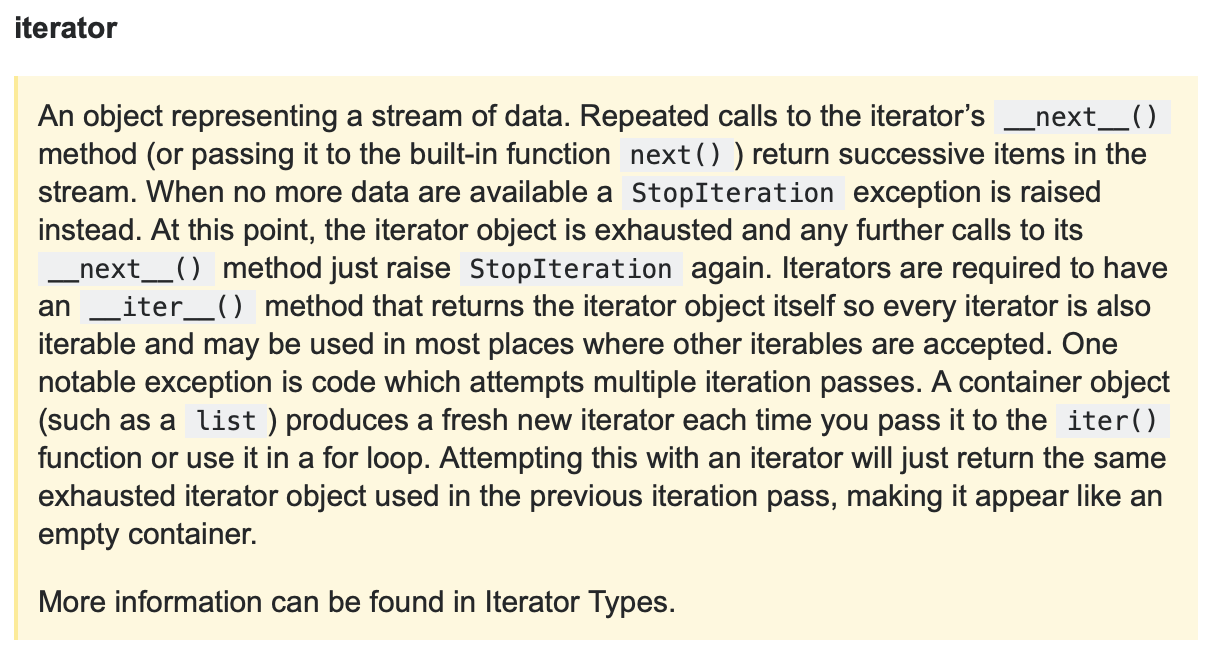 iterator
An object representing a stream of data. Repeated calls to the iterator’s __next__()
method (or passing it to the built-in function next()) return successive items in the
stream. When no more data are available a StopIteration exception is raised
instead. At this point, the iterator object is exhausted and any further calls to its
__next__() method just raise StopIteration again. Iterators are required to have
an __iter__() method that returns the iterator object itself so every iterator is also
iterable and may be used in most places where other iterables are accepted. One
notable exception is code which attempts multiple iteration passes. A container object
(such as a list) produces a fresh new iterator each time you pass it to the iter()
function or use it in a for loop. Attempting this with an iterator will just return the same
exhausted iterator object used in the previous iteration pass, making it appear like an
empty container.
More information can be found in Iterator Types.